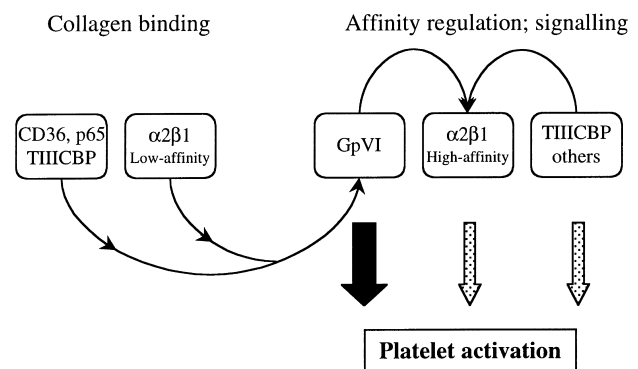 Collagen binding
Affinity regulation; signalling
CD36, p65
TIIICBP
α2β1
Low-affinity
GpVI
α2β1
High-affinity
TIIICBP
others
Platelet activation